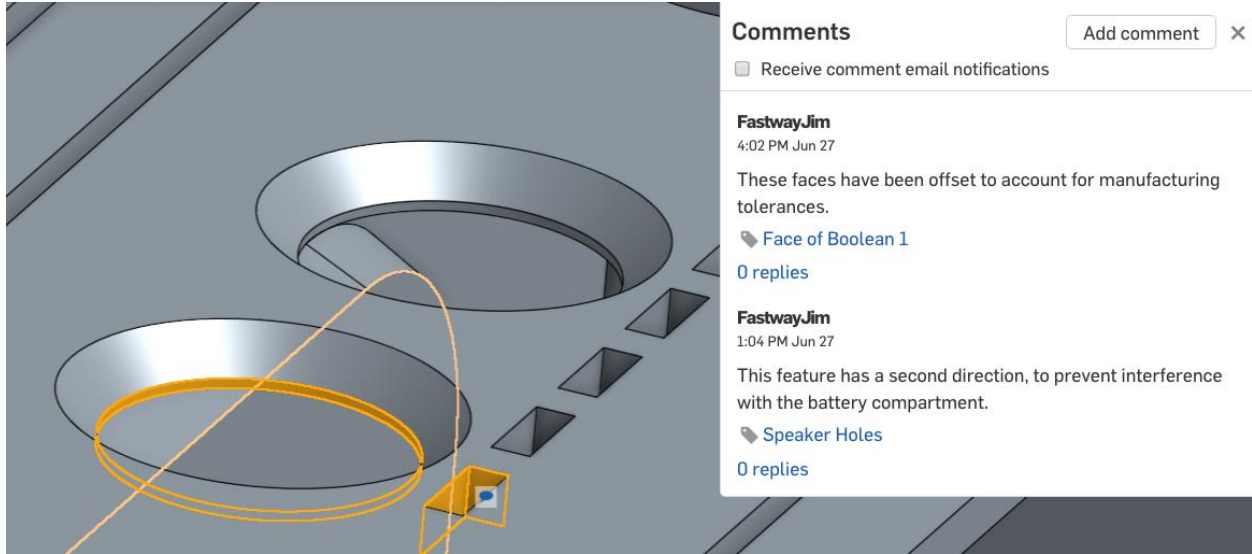 Comments
Add comment
Receive comment email notifications
FastwayJim
4:02 PM Jun 27
These faces have been offset to account for manufacturing
tolerances.
Face of Boolean 1
0 replies
FastwayJim
1:04 PM Jun 27
This feature has a second direction, to prevent interference
with the battery compartment.
Speaker Holes
0 replies